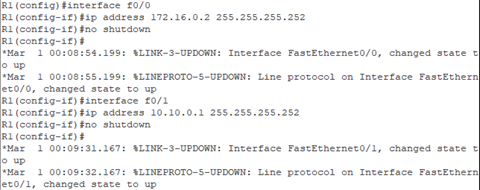 R1(config)#interface f0/0
R1(config-if)#ip address 172.16.0.2 255.255.255.252
R1(config-if)#no shutdown
R1(config-if)#
*Mar  1 00:08:54.199: %LINK-3-UPDOWN: Interface FastEthernet0/0, changed state t
o up
*Mar  1 00:08:55.199: %LINEPROTO-5-UPDOWN: Line protocol on Interface FastEthern
et0/0, changed state to up
R1(config-if)#interface f0/1
R1(config-if)#ip address 10.10.0.1 255.255.255.252
R1(config-if)#no shutdown
R1(config-if)#
*Mar  1 00:09:31.167: %LINK-3-UPDOWN: Interface FastEthernet0/1, changed state t
o up
*Mar  1 00:09:32.167: %LINEPROTO-5-UPDOWN: Line protocol on Interface FastEthern
et0/1, changed state to up